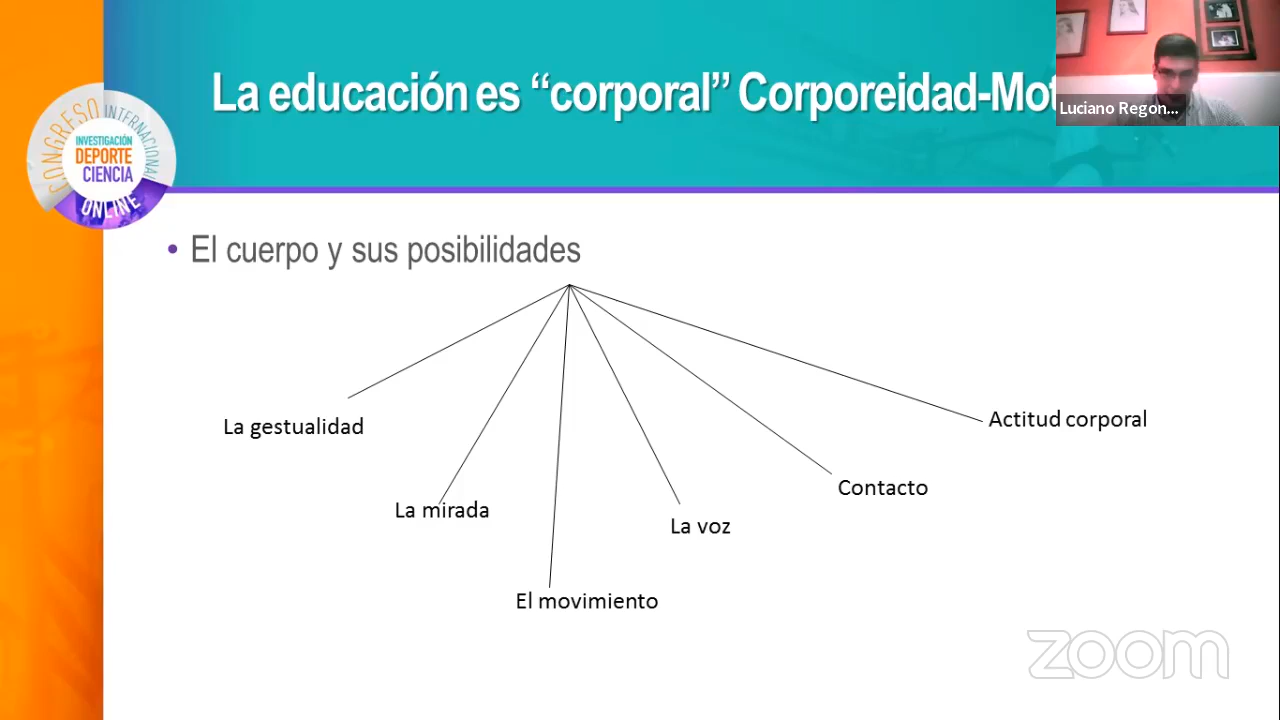 La educación es “corporal” Corporeidad-Mot
Luciano Regon...
CONGRESO INTERNACIONAL
INVESTIGACIÓN
DEPORTE
CIENCIA
ONLINE
• El cuerpo y sus posibilidades
La gestualidad
Actitud corporal
Contacto
La mirada
La voz
El movimiento
zoom